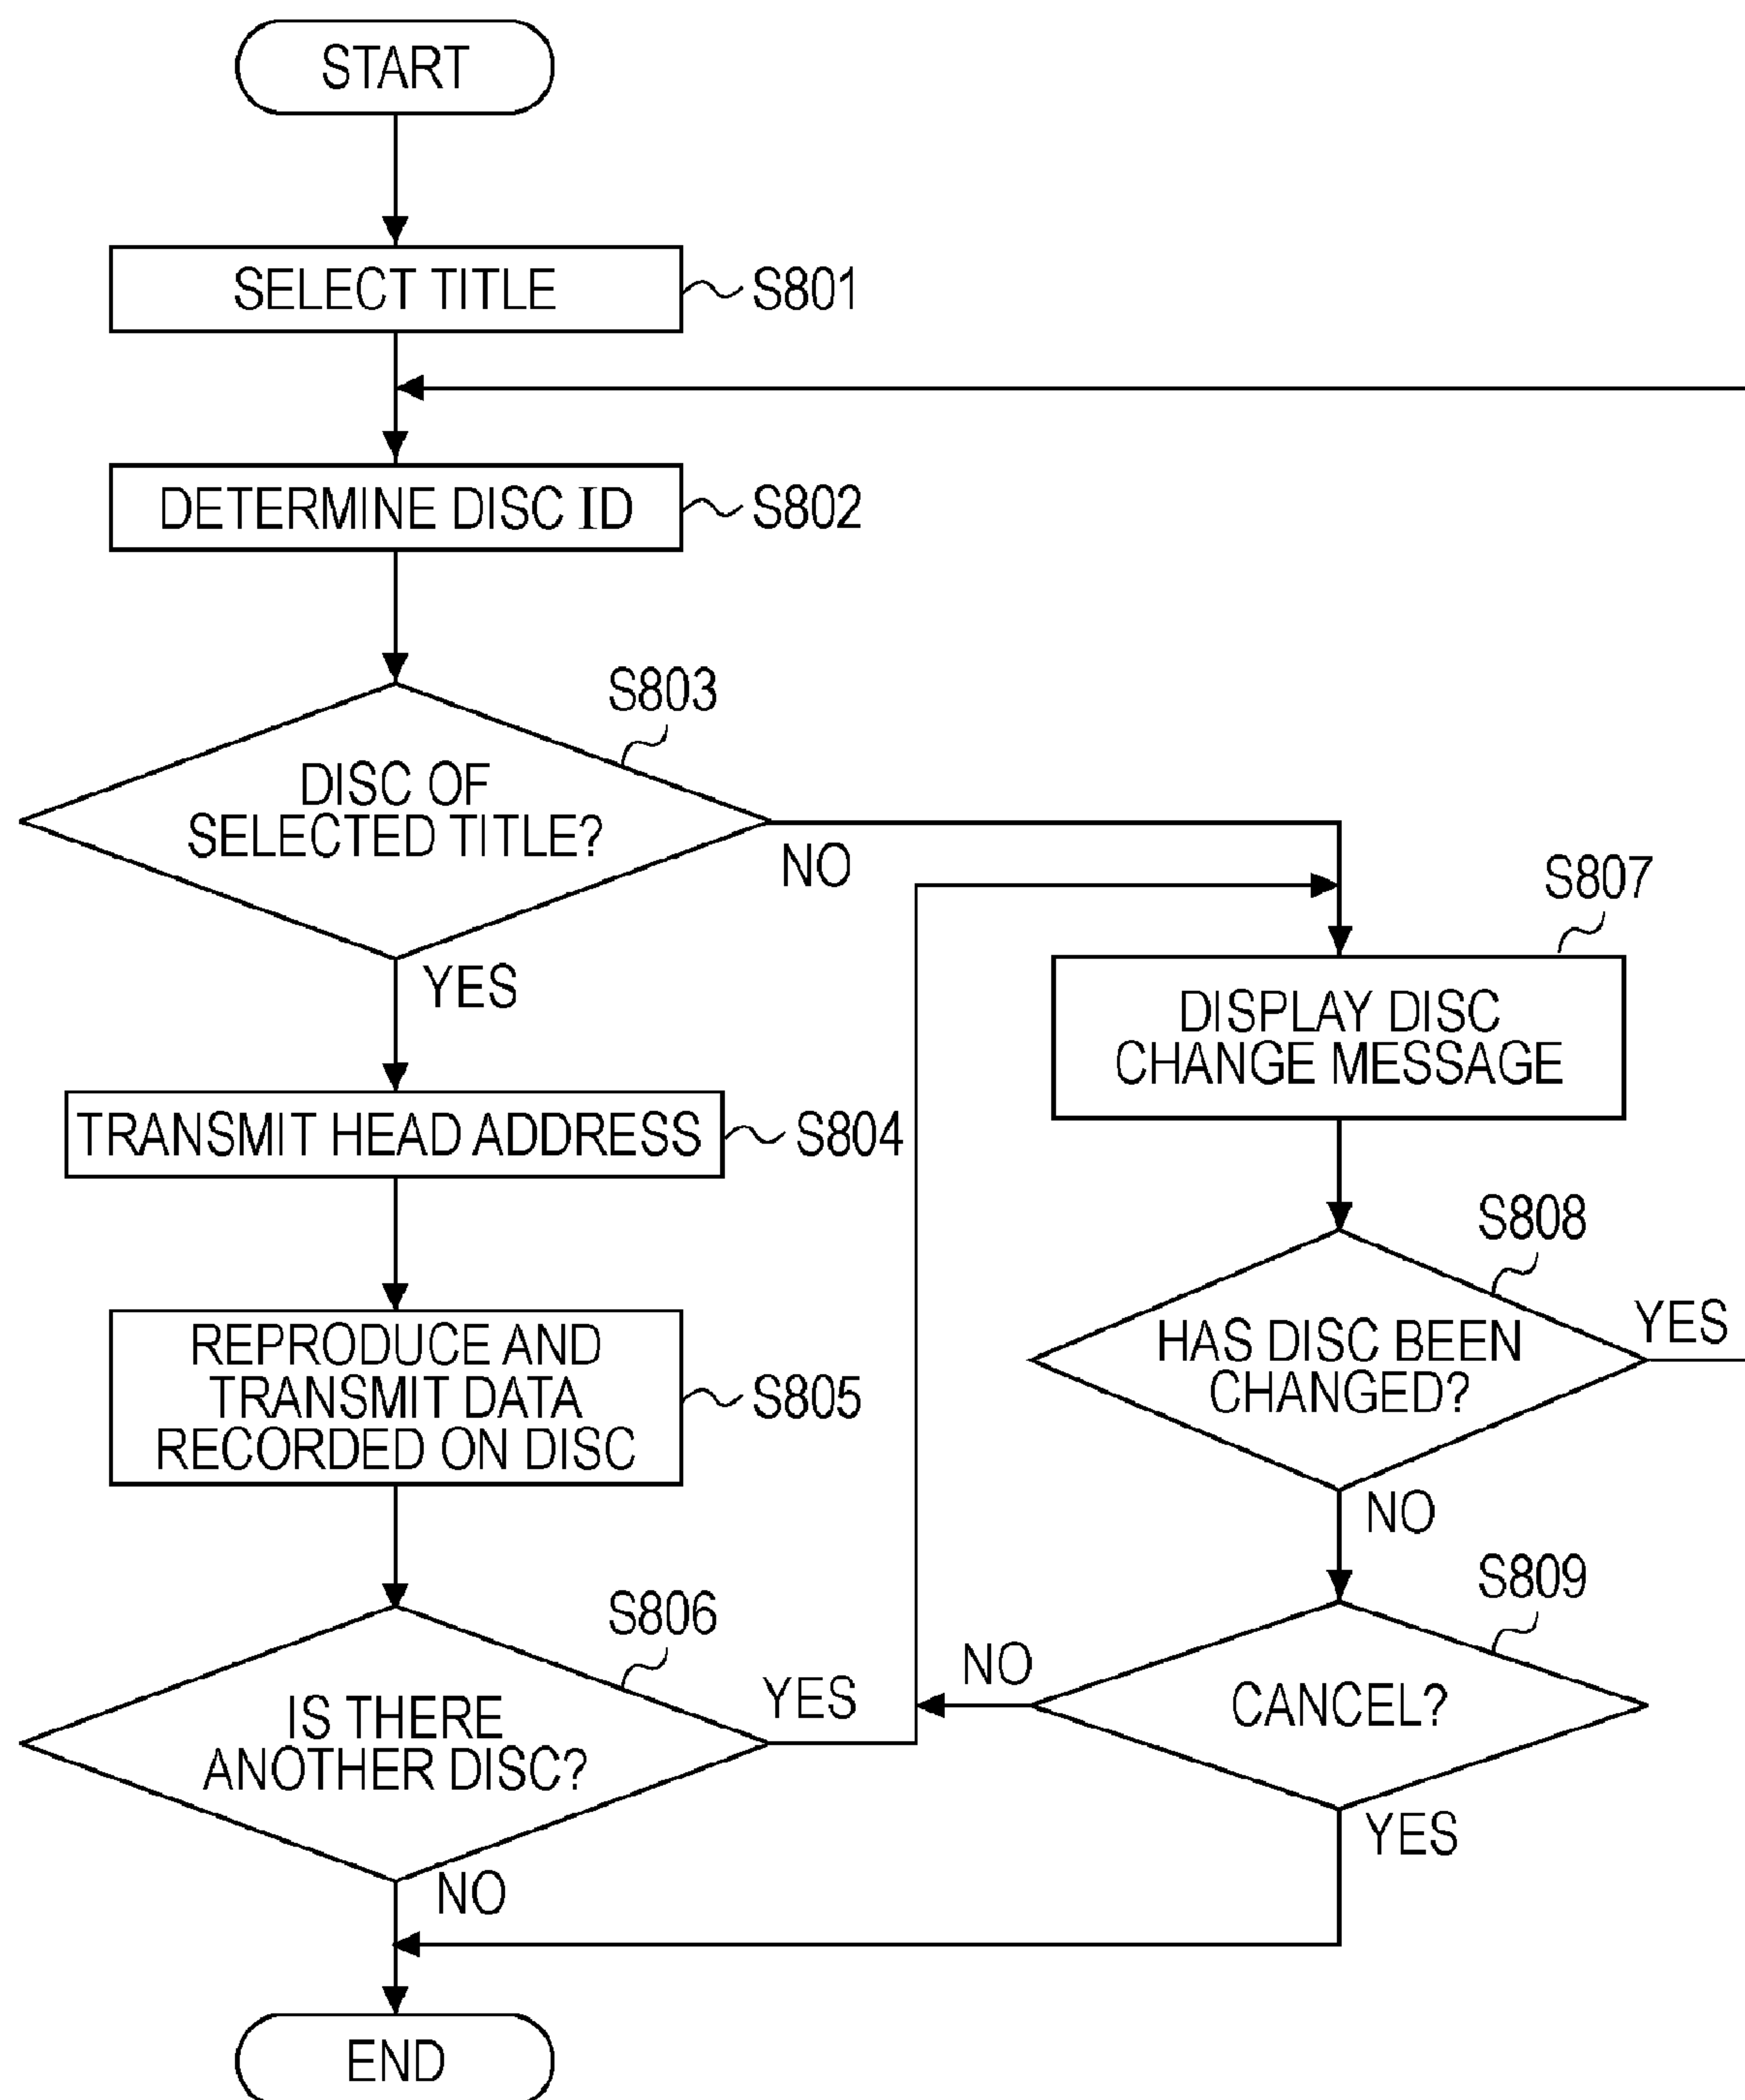 START
SELECT TITLE
S801
DETERMINE DISC ID
S802
S803
DISC OF
SELECTED TITLE?
NO
YES
TRANSMIT HEAD ADDRESS
S804
REPRODUCE AND
TRANSMIT DATA
RECORDED ON DISC
S805
S806
IS THERE
ANOTHER DISC?
YES
NO
S807
DISPLAY DISC
CHANGE MESSAGE
S808
HAS DISC BEEN
CHANGED?
YES
NO
S809
CANCEL?
NO
YES
END